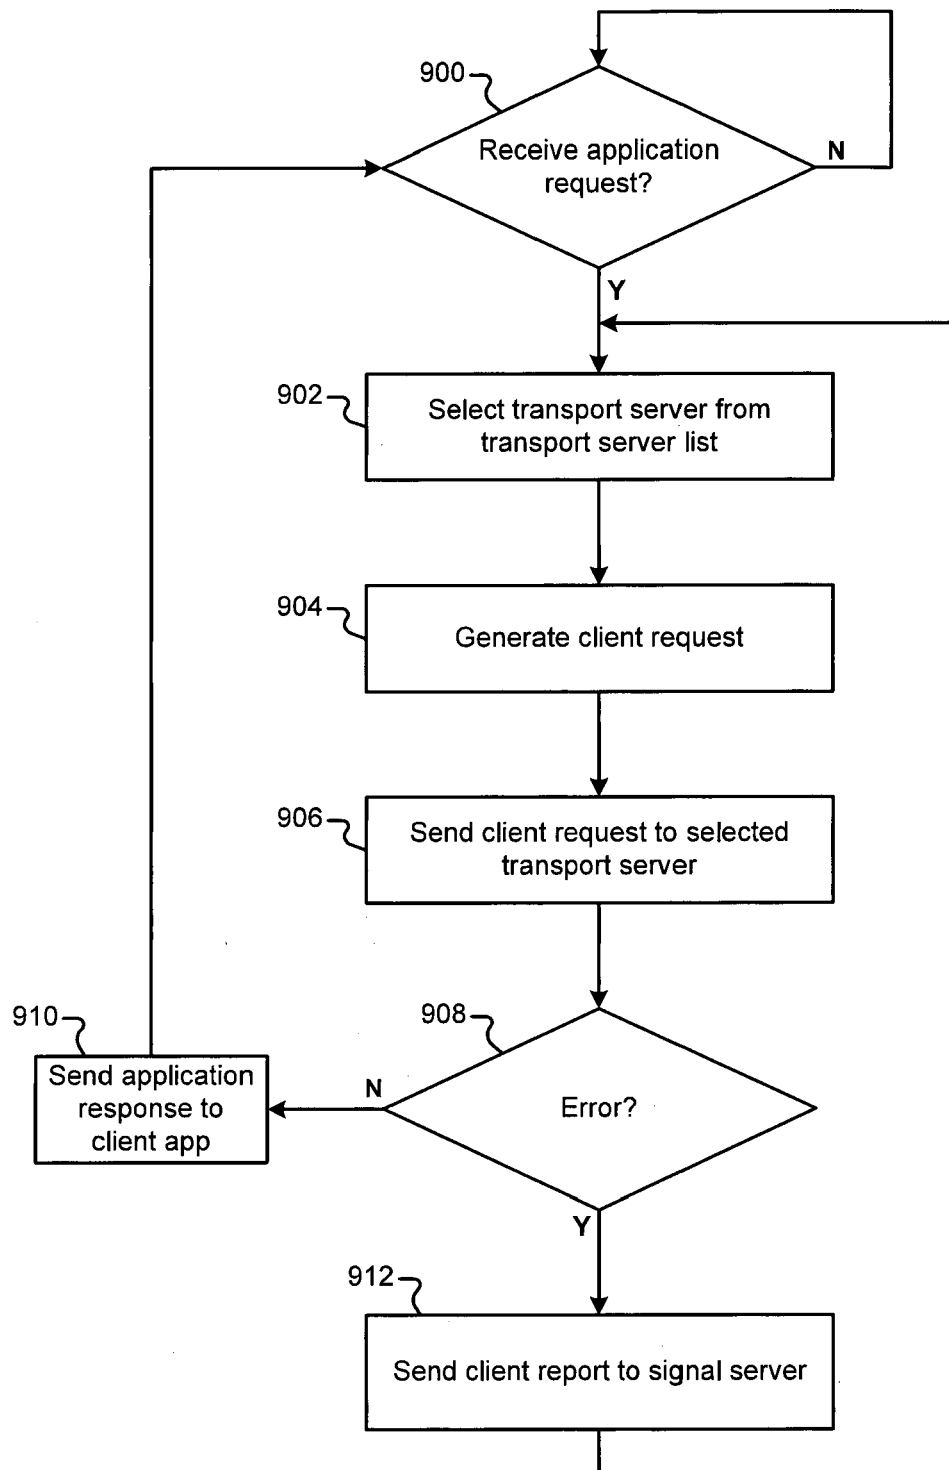 900
Receive application
request?
N
Y
902
Select transport server from
transport server list
904
Generate client request
906
Send client request to selected
transport server
908
Error?
N
910
Send application
response to
client app
Y
912
Send client report to signal server